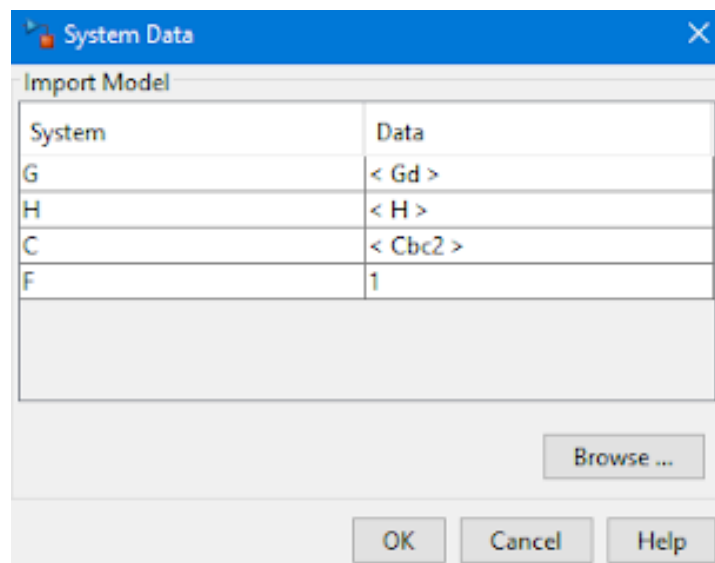 System Data
Import Model
System Data
G < Gd >
H < H >
C < Cbc2 >
F 1
Browse ...
OK Cancel Help